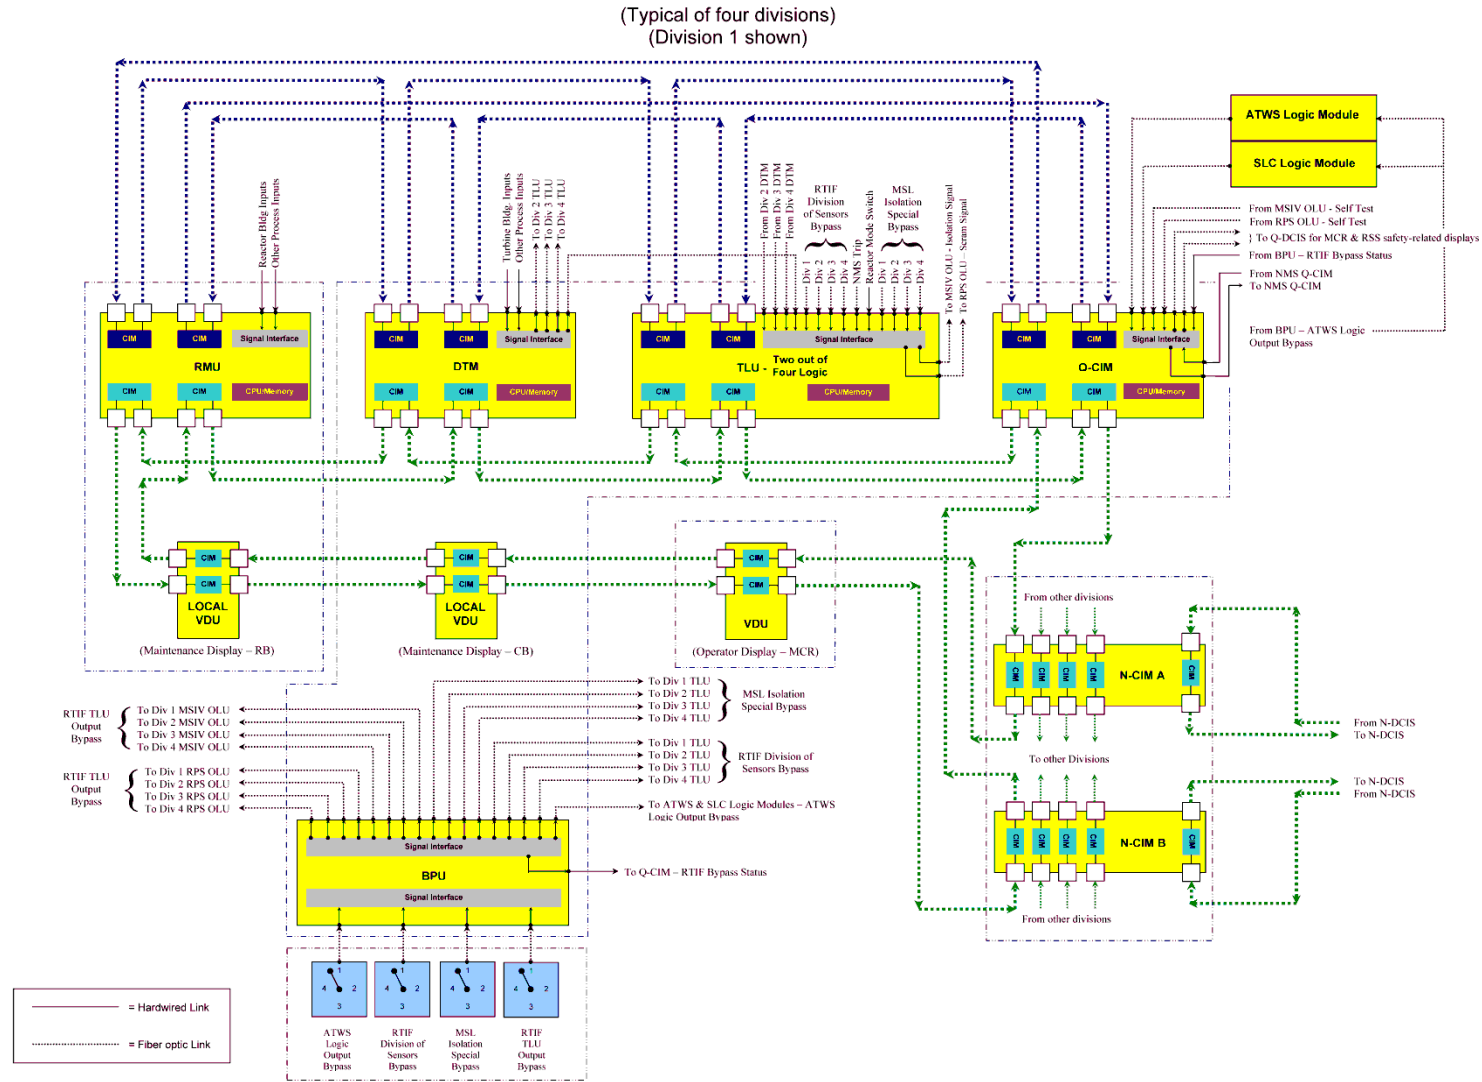 (Typical of four divisions)
(Division 1 shown)
ATWS Logic Module
SLC Logic Module
From MSIV OLU - Self Test
From RPS OLU - Self Test
} To Q-DCIS for MCR & RSS safety-related displays
From BPU – RTIF Bypass Status
From NMS Q-CIM
To NMS Q-CIM
From BPU – ATWS Logic
Output Bypass
Reactor Bldg Inputs
Other Process Inputs
Turbine Bldg. Inputs
Other Process Inputs
To Div 2 TLU
To Div 3 TLU
To Div 4 TLU
From Div 2 DTM
From Div 3 DTM
From Div 4 DTM
RTIF
Division
of Sensors
Bypass
Div 1
Div 2
Div 3
Div 4
NMS Trip
Reactor Mode Switch
MSL
Isolation
Special
Bypass
Div 1
Div 2
Div 3
Div 4
To MSIV OLU - Isolation Signal
To RPS OLU – Scram Signal
CIM
CIM
Signal Interface
RMU
CIM
CIM
CPU/Memory
CIM
CIM
Signal Interface
DTM
CIM
CIM
CPU/Memory
CIM
CIM
Signal Interface
TLU - Two out of
Four Logic
CIM
CIM
CPU/Memory
CIM
CIM
Signal Interface
Q-CIM
CIM
CIM
CPU/Memory
CIM
CIM
LOCAL
VDU
(Maintenance Display – RB)
CIM
CIM
LOCAL
VDU
(Maintenance Display – CB)
CIM
CIM
VDU
(Operator Display – MCR)
From other divisions
CIM
CIM
CIM
CIM
N-CIM A
CIM
From N-DCIS
To N-DCIS
To other Divisions
To N-DCIS
From N-DCIS
CIM
CIM
CIM
CIM
N-CIM B
CIM
From other divisions
RTIF TLU
Output
Bypass
To Div 1 MSIV OLU
To Div 2 MSIV OLU
To Div 3 MSIV OLU
To Div 4 MSIV OLU
RTIF TLU
Output
Bypass
To Div 1 RPS OLU
To Div 2 RPS OLU
To Div 3 RPS OLU
To Div 4 RPS OLU
To Div 1 TLU
To Div 2 TLU
To Div 3 TLU
To Div 4 TLU
MSL Isolation
Special Bypass
To Div 1 TLU
To Div 2 TLU
To Div 3 TLU
To Div 4 TLU
RTIF Division of
Sensors Bypass
To ATWS & SLC Logic Modules – ATWS
Logic Output Bypass
Signal Interface
BPU
To Q-CIM – RTIF Bypass Status
Signal Interface
1
4 2
3
1
4 2
3
1
4 2
3
1
4 2
3
ATWS
Logic
Output
Bypass
RTIF
Division of
Sensors
Bypass
MSL
Isolation
Special
Bypass
RTIF
TLU
Output
Bypass
= Hardwired Link
= Fiber optic Link